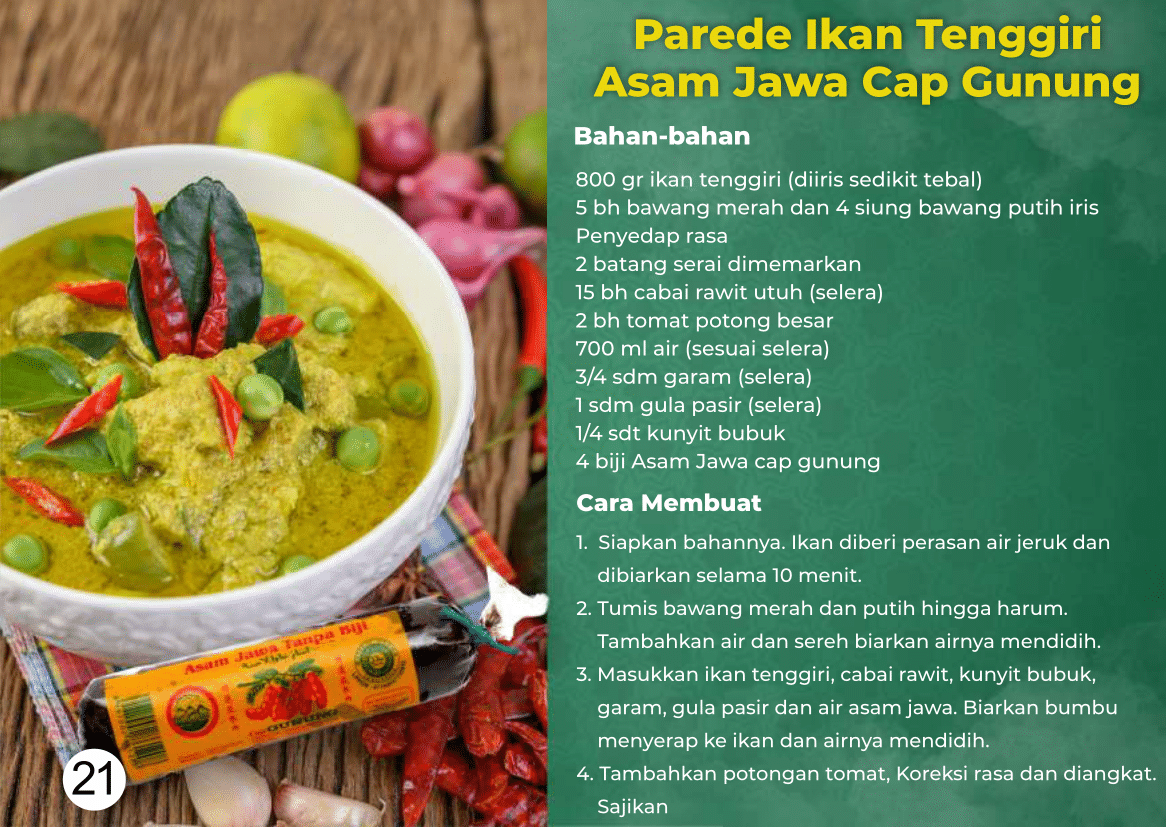 Parede Ikan Tenggiri
Asam Jawa Cap Gunung
Bahan-bahan
800 gr ikan tenggiri (diiris sedikit tebal)
5 bh bawang merah dan 4 siung bawang putih iris
Penyedap rasa
2 batang serai dimemarkan
15 bh cabai rawit utuh (selera)
2 bh tomat potong besar
700 ml air (sesuai selera)
3/4 sdm garam (selera)
1 sdm gula pasir (selera)
1/4 sdt kunyit bubuk
4 biji Asam Jawa cap gunung
Cara Membuat
1. Siapkan bahannya. Ikan diberi perasan air jeruk dan
dibiarkan selama 10 menit.
2. Tumis bawang merah dan putih hingga harum.
Tambahkan air dan sereh biarkan airnya mendidih.
3. Masukkan ikan tenggiri, cabai rawit, kunyit bubuk,
garam, gula pasir dan air asam jawa. Biarkan bumbu
menyerap ke ikan dan airnya mendidih.
4. Tambahkan potongan tomat, Koreksi rasa dan diangkat.
Sajikan
Asam Jawa Tanpa Biji
GUNUNG
21